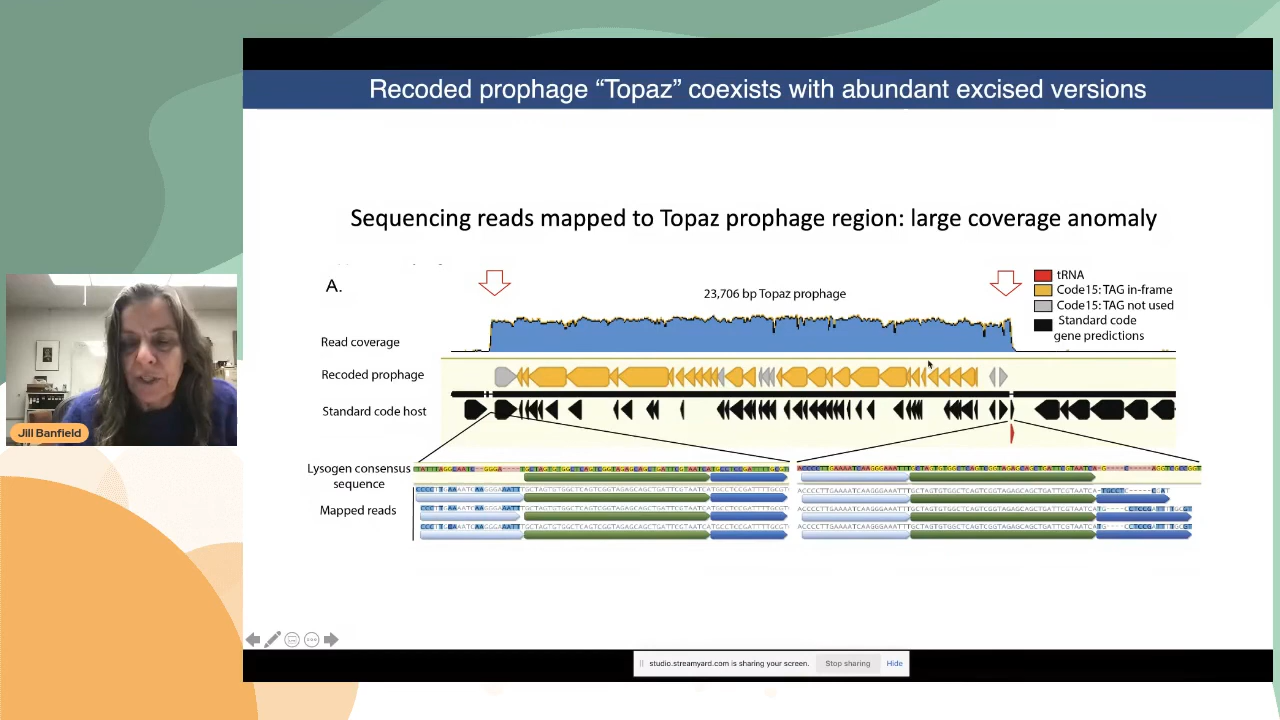 Recoded prophage “Topaz” coexists with abundant excised versions
Sequencing reads mapped to Topaz prophage region: large coverage anomaly
A.
23,706 bp Topaz prophage
tRNA
Code15: TAG in-frame
Code15: TAG not used
Standard code
gene predictions
Read coverage
Recoded prophage
Standard code host
Jill Banfield
Lysogen consensus
sequence
Mapped reads
studio.streamyard.com is sharing your screen.
Stop sharing
Hide